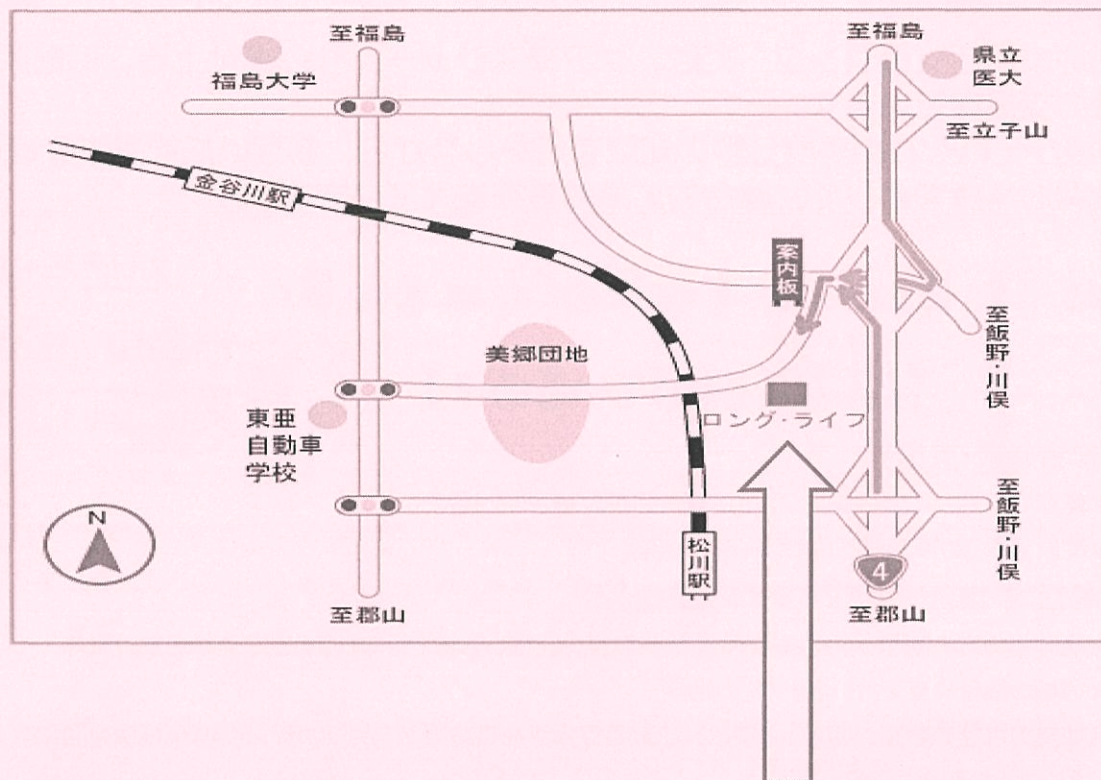 至福島
至福島
福島大学
県立
医大
至立子山
金谷川駅
案内板
至飯野・川俣
美郷団地
ロング・ライフ
東亜
自動車
学校
至飯野・川俣
N
松川駅
4
至郡山
至郡山